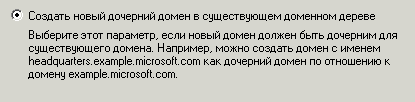 Создать новый дочерний домен в существующем доменном дереве
Выберите этот параметр, если новый домен должен быть дочерним для
существующего домена. Например, можно создать домен с именем
headquarters.example.microsoft.com как дочерний домен по отношению к
домену example.microsoft.com.